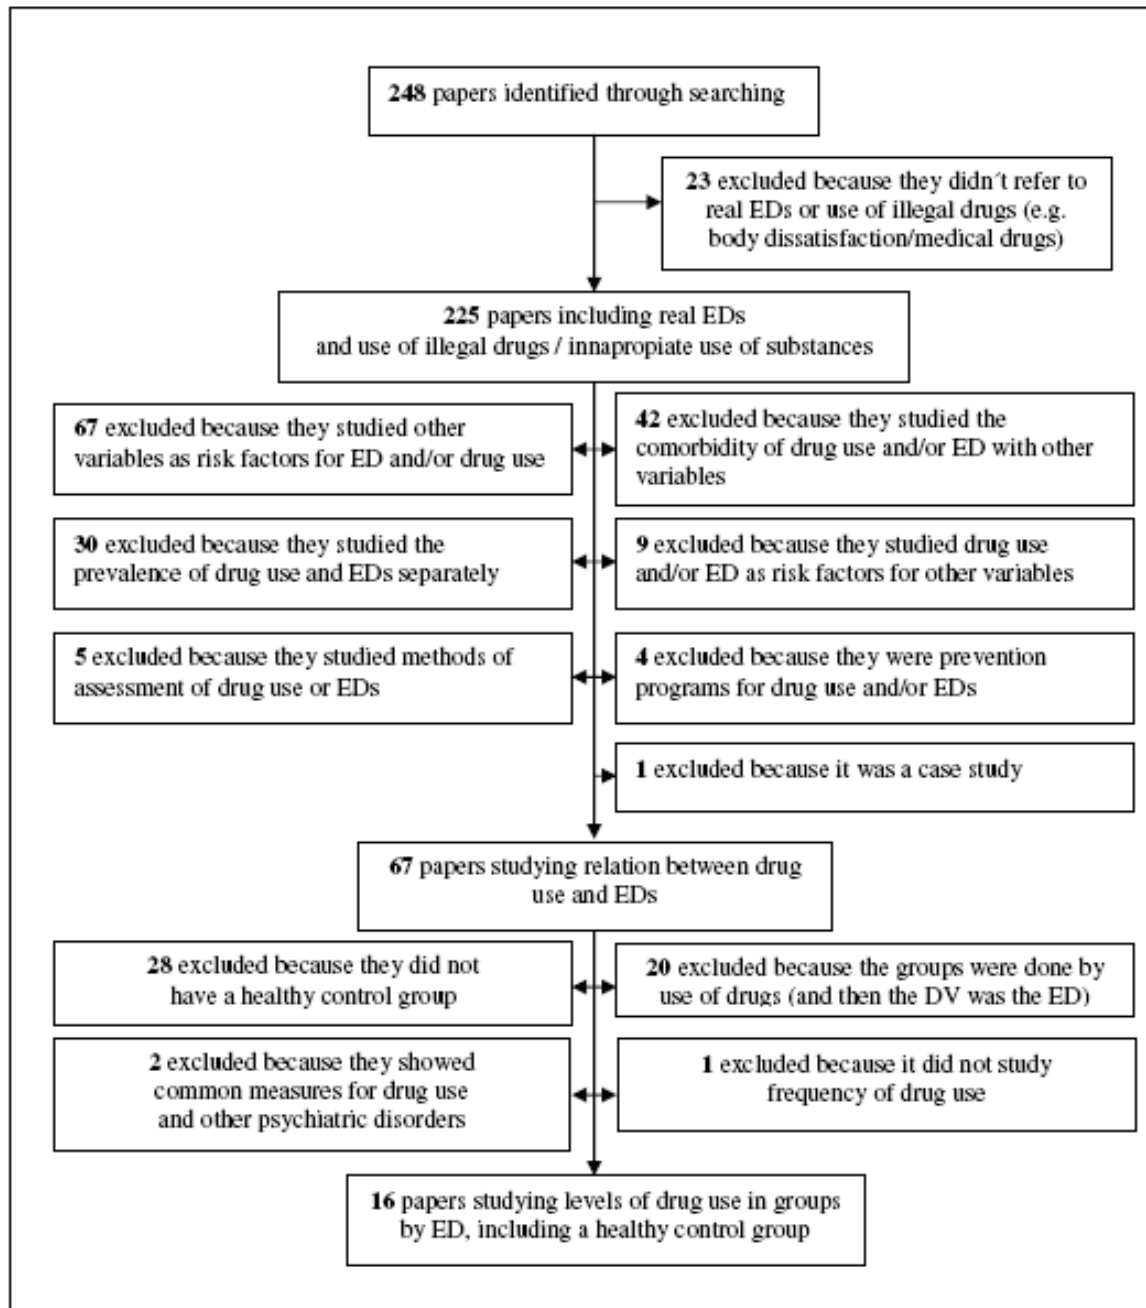 248 papers identified through searching
23 excluded because they didn´t refer to
real EDs or use of illegal drugs (e.g.
body dissatisfaction/medical drugs)
225 papers including real EDs
and use of illegal drugs / innapropiate use of substances
67 excluded because they studied other
variables as risk factors for ED and/or drug use
42 excluded because they studied the
comorbidity of drug use and/or ED with other
variables
30 excluded because they studied the
prevalence of drug use and EDs separately
9 excluded because they studied drug use
and/or ED as risk factors for other variables
5 excluded because they studied methods of
assessment of drug use or EDs
4 excluded because they were prevention
programs for drug use and/or EDs
1 excluded because it was a case study
67 papers studying relation between drug
use and EDs
28 excluded because they did not
have a healthy control group
20 excluded because the groups were done by
use of drugs (and then the DV was the ED)
2 excluded because they showed
common measures for drug use
and other psychiatric disorders
1 excluded because it did not study
frequency of drug use
16 papers studying levels of drug use in groups
by ED, including a healthy control group